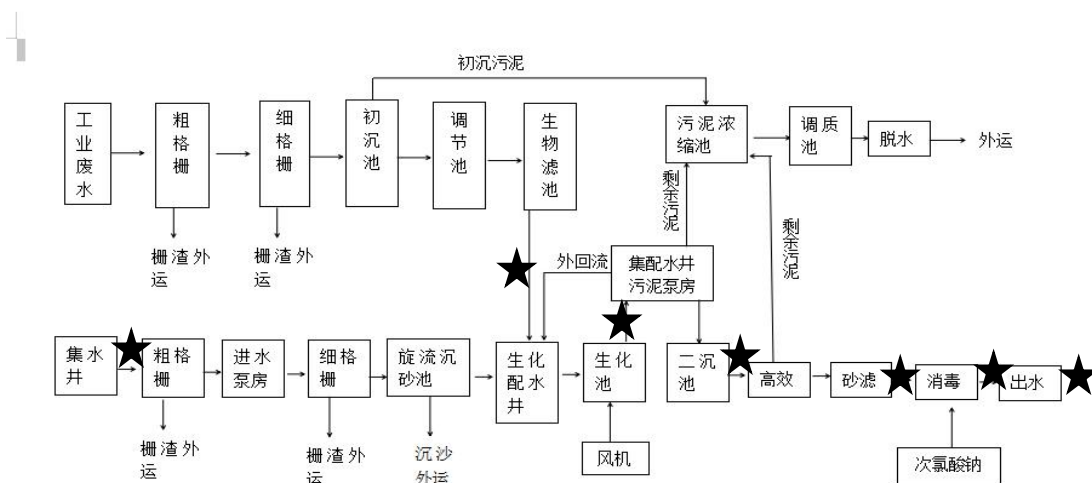 初沉污泥
工
业
废
水
粗
格
栅
细
格
栅
初
沉
池
调
节
池
生
物
滤
池
污泥浓
缩池
调质
池
脱水
外运
栅渣外
运
栅渣外
运
剩
余
污
泥
剩
余
污
泥
外回流
集配水井
污泥泵房
集水
井
粗格
栅
进水
泵房
细格
栅
旋流沉
砂池
生化
配水
井
生化
池
二沉
池
高效
砂滤
消毒
出水
栅渣外
运
栅渣外
运
沉沙
外运
风机
次氯酸钠